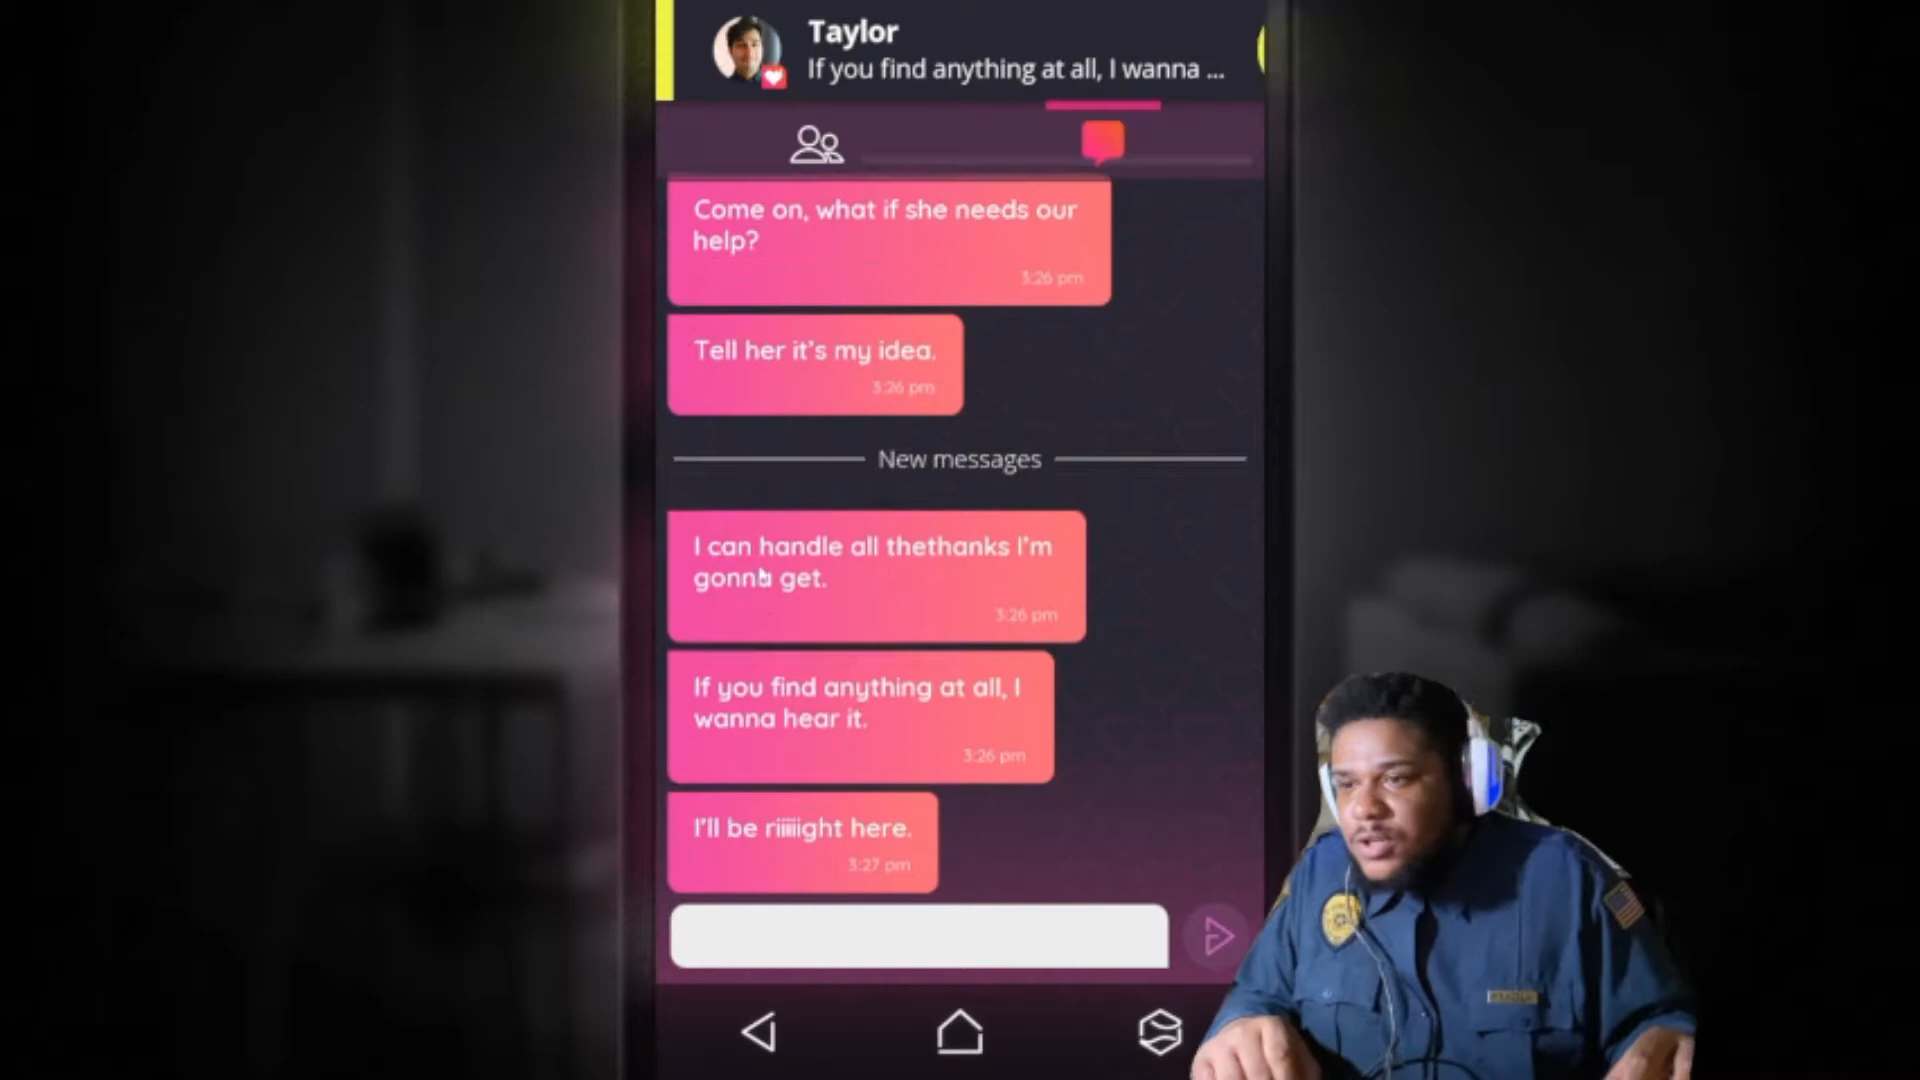 Taylor
If you find anything at all, I wanna ...
Come on, what if she needs our
help?
3:26 pm
Tell her it's my idea.
3:26 pm
New messages
I can handle all thethanks I'm
gonna get.
3:26 pm
If you find anything at all, I
wanna hear it.
3:26 pm
I'll be riiiiight here.
3:27 pm